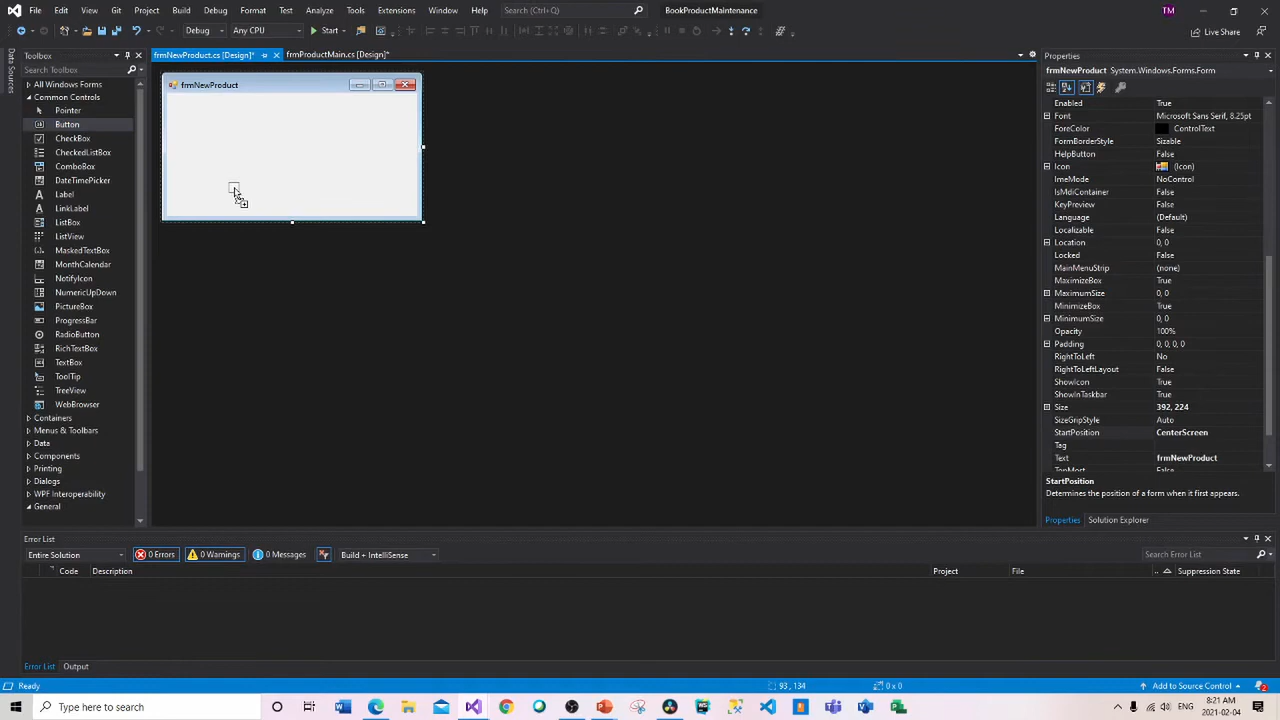 File Edit View Git Project Build Debug Format Test Analyze Tools Extensions Window Help Search (Ctrl+Q) BookProductMaintenance TM
Debug Any CPU Start Live Share
Data Sources
Toolbox
Search Toolbox
All Windows Forms
Common Controls
Pointer
Button
CheckBox
CheckedListBox
ComboBox
DateTimePicker
Label
LinkLabel
ListBox
ListView
MaskedTextBox
MonthCalendar
NotifyIcon
NumericUpDown
PictureBox
ProgressBar
RadioButton
RichTextBox
TextBox
ToolTip
TreeView
WebBrowser
Containers
Menus & Toolbars
Data
Components
Printing
Dialogs
WPF Interoperability
General
frmNewProduct.cs [Design]* frmProductMain.cs [Design]*
frmNewProduct
Properties
frmNewProduct System.Windows.Forms.Form
Enabled True
Font Microsoft Sans Serif, 8.25pt
ForeColor ControlText
FormBorderStyle Sizable
HelpButton False
Icon (Icon)
ImeMode NoControl
IsMdiContainer False
KeyPreview False
Language (Default)
Localizable False
Location 0, 0
Locked False
MainMenuStrip (none)
MaximizeBox True
MaximumSize 0, 0
MinimizeBox True
MinimumSize 0, 0
Opacity 100%
Padding 0, 0, 0, 0
RightToLeft No
RightToLeftLayout False
ShowIcon True
ShowInTaskbar True
Size 392, 224
SizeGripStyle Auto
StartPosition CenterScreen
Tag
Text frmNewProduct
TopMost False
StartPosition
Determines the position of a form when it first appears.
Properties Solution Explorer
Error List
Entire Solution 0 Errors 0 Warnings 0 Messages Build + IntelliSense Search Error List
Code Description Project File Suppression State
Error List Output
Ready 93, 134 0 x 0 Add to Source Control 2
Type here to search
8:21 AM
2021-02-04